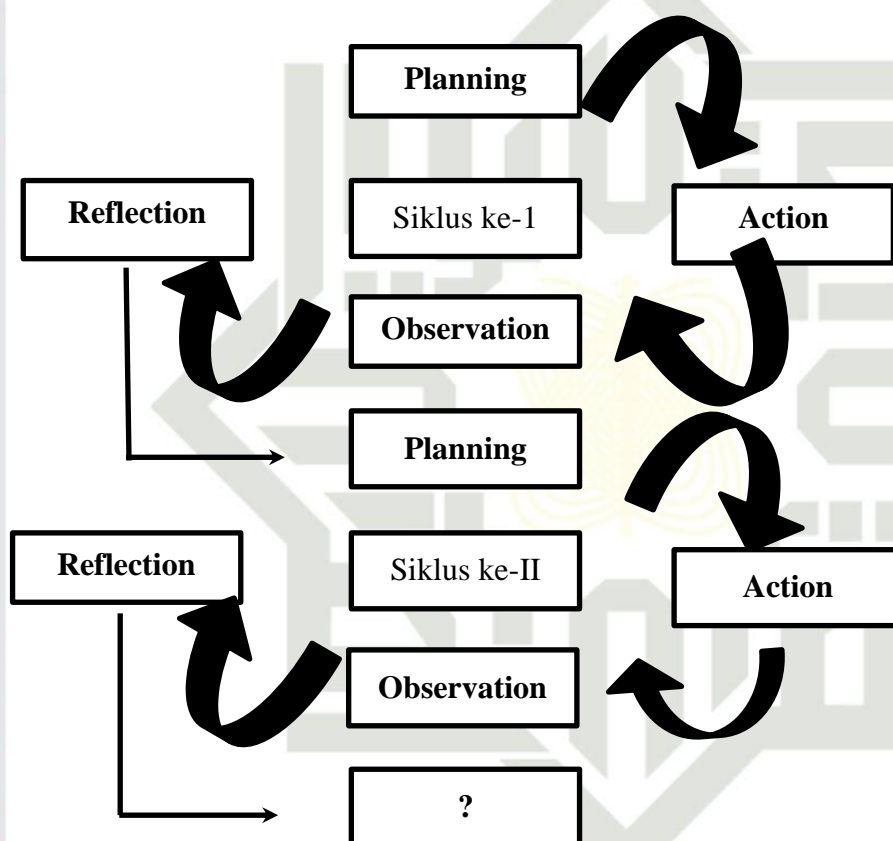 Planning
Reflection
Siklus ke-1
Action
Observation
Planning
Reflection
Siklus ke-II
Action
Observation
?